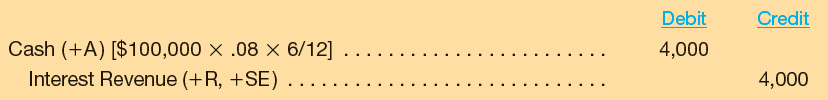 Debit Credit
Cash (+A) [$100,000 × .08 × 6/12] . . . . . . . . . . . . . . . . . . . . . . . . 4,000
Interest Revenue (+R, +SE) . . . . . . . . . . . . . . . . . . . . . . . . . . . . . 4,000